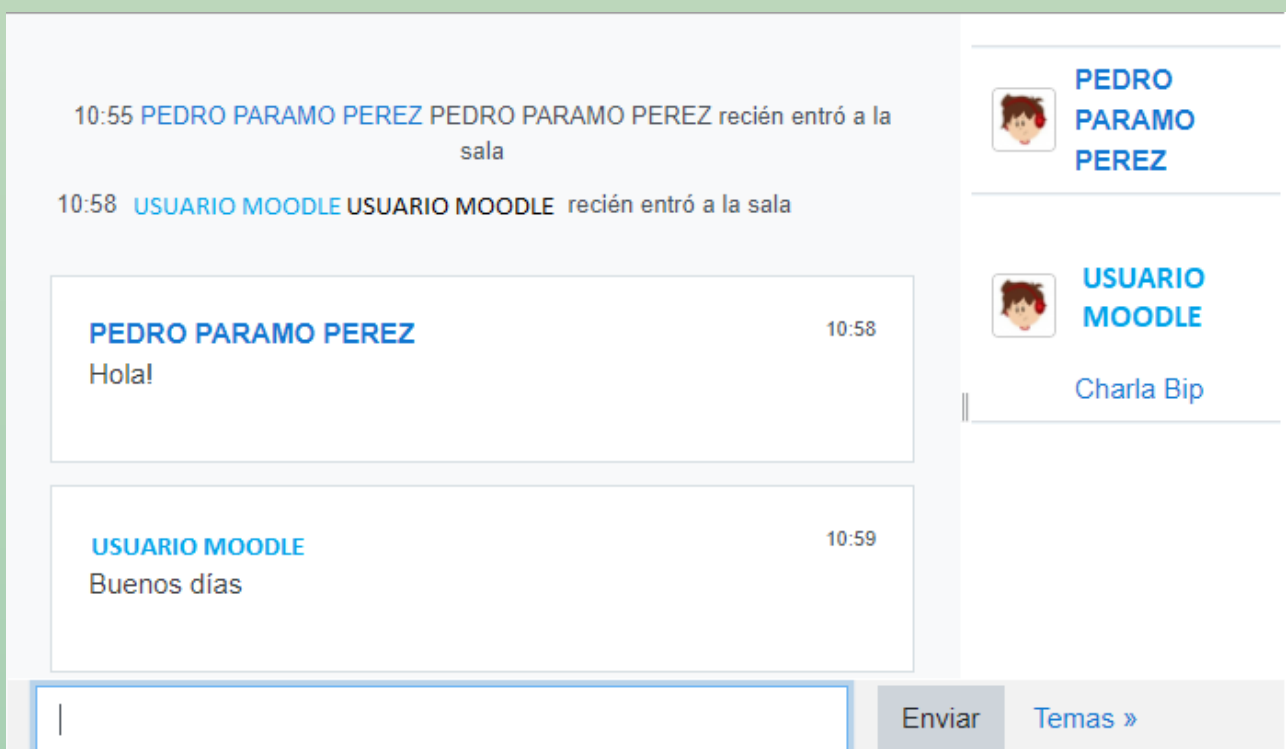 10:55 PEDRO PARAMO PEREZ PEDRO PARAMO PEREZ recién entró a la
sala
10:58 USUARIO MOODLE USUARIO MOODLE recién entró a la sala
PEDRO PARAMO PEREZ 10:58
Hola!
USUARIO MOODLE 10:59
Buenos días
Enviar Temas »
PEDRO
PARAMO
PEREZ
USUARIO
MOODLE
Charla Bip